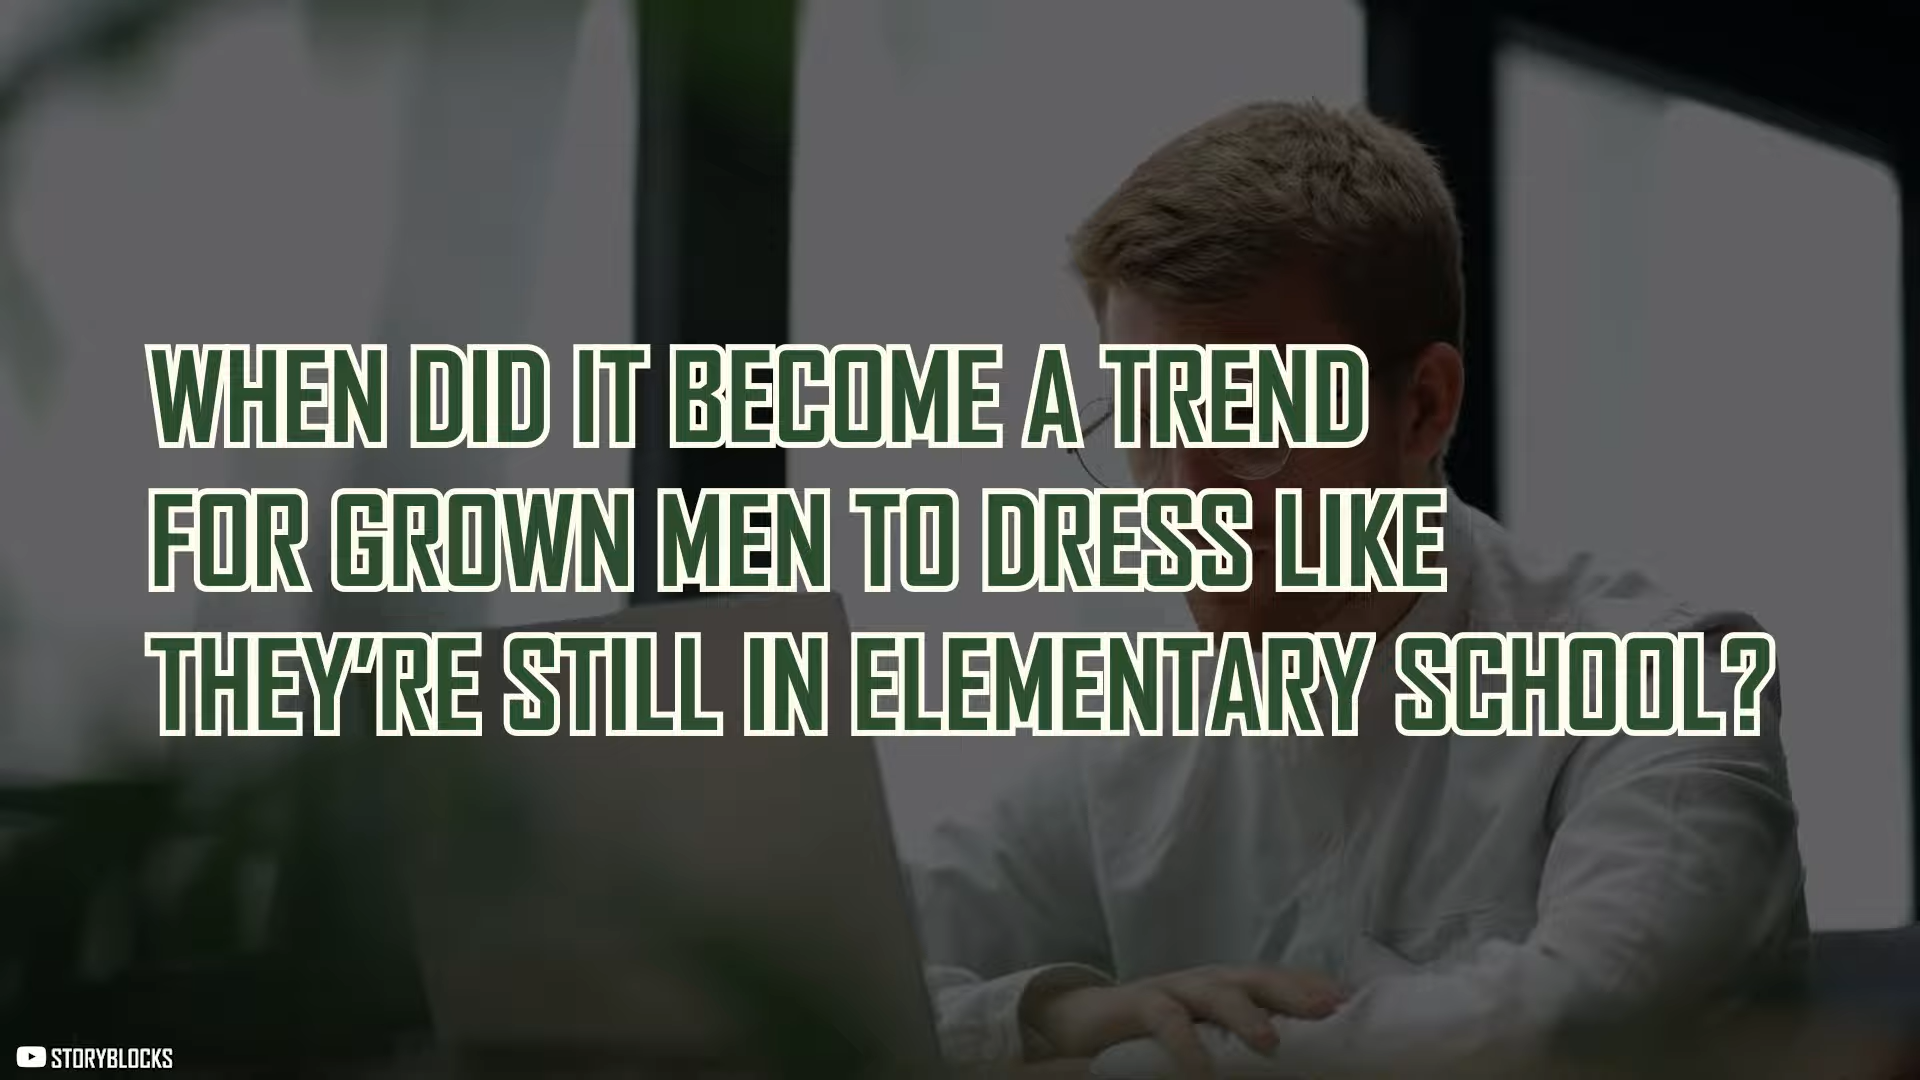 WHEN DID IT BECOME A TREND
FOR GROWN MEN TO DRESS LIKE
THEY'RE STILL IN ELEMENTARY SCHOOL?
STORYBLOCKS